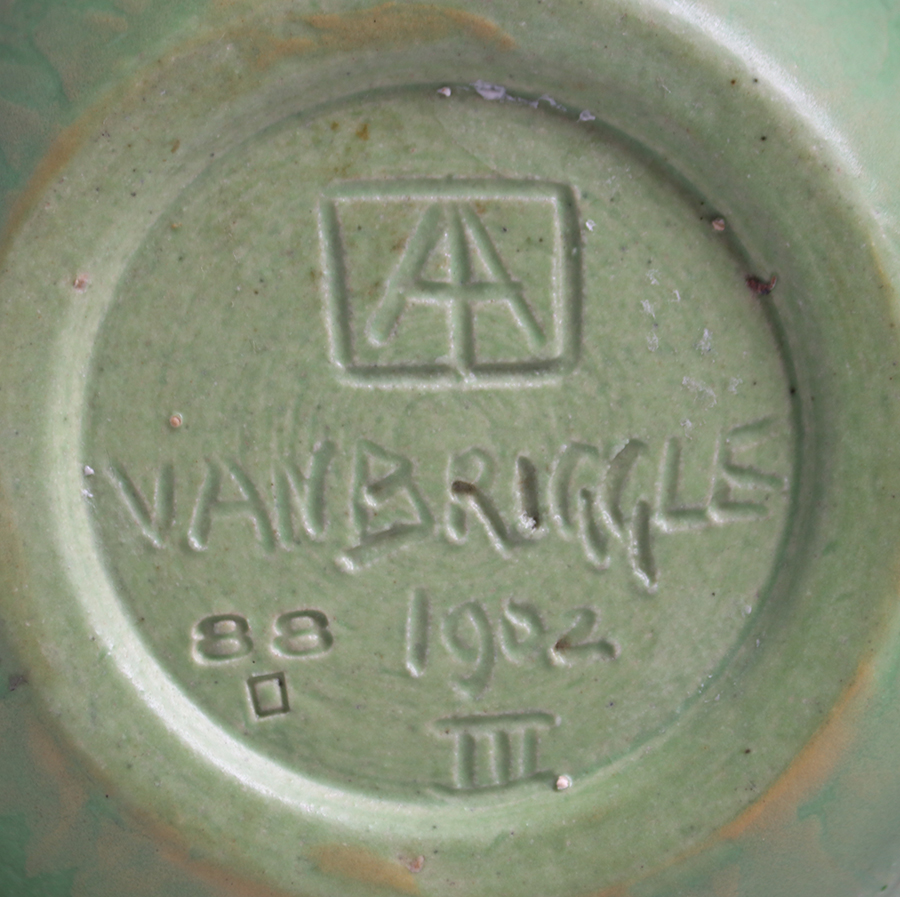 AA
VAN BRIGGLE
88 1902
III